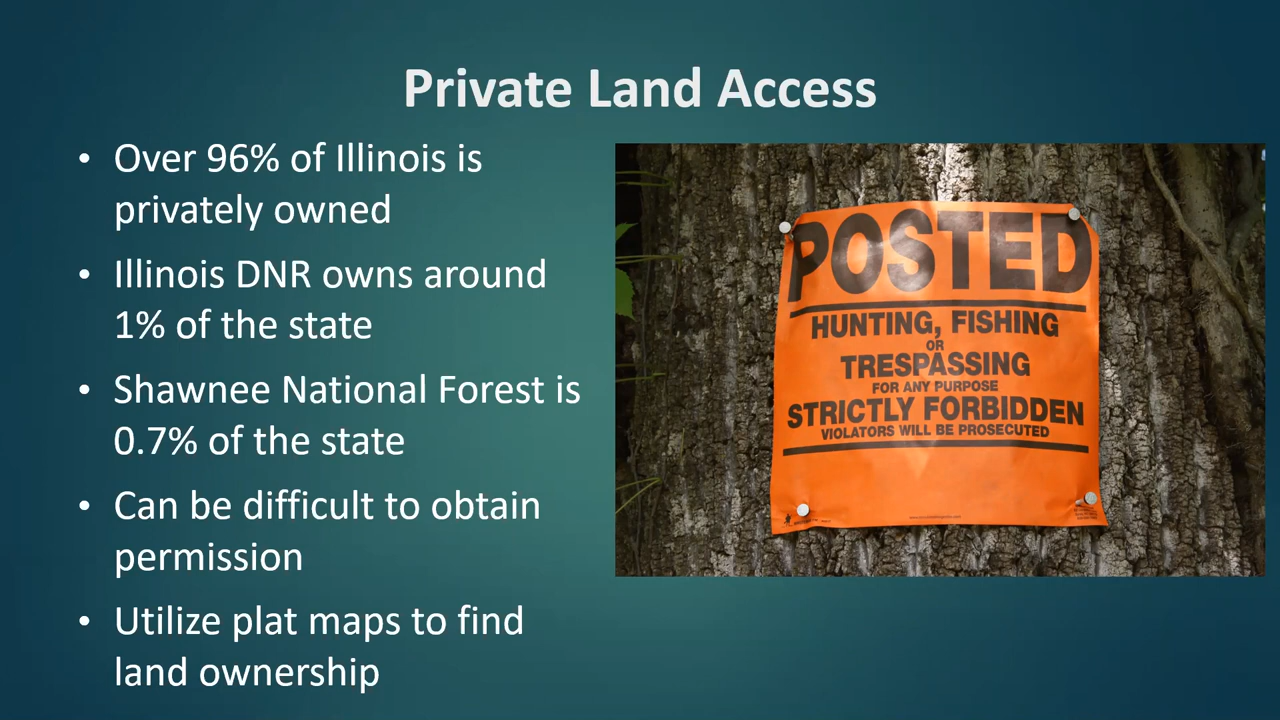 Private Land Access
• Over 96% of Illinois is
privately owned
• Illinois DNR owns around
1% of the state
• Shawnee National Forest is
0.7% of the state
• Can be difficult to obtain
permission
• Utilize plat maps to find
land ownership
POSTED
HUNTING, FISHING
OR
TRESPASSING
FOR ANY PURPOSE
STRICTLY FORBIDDEN
VIOLATORS WILL BE PROSECUTED